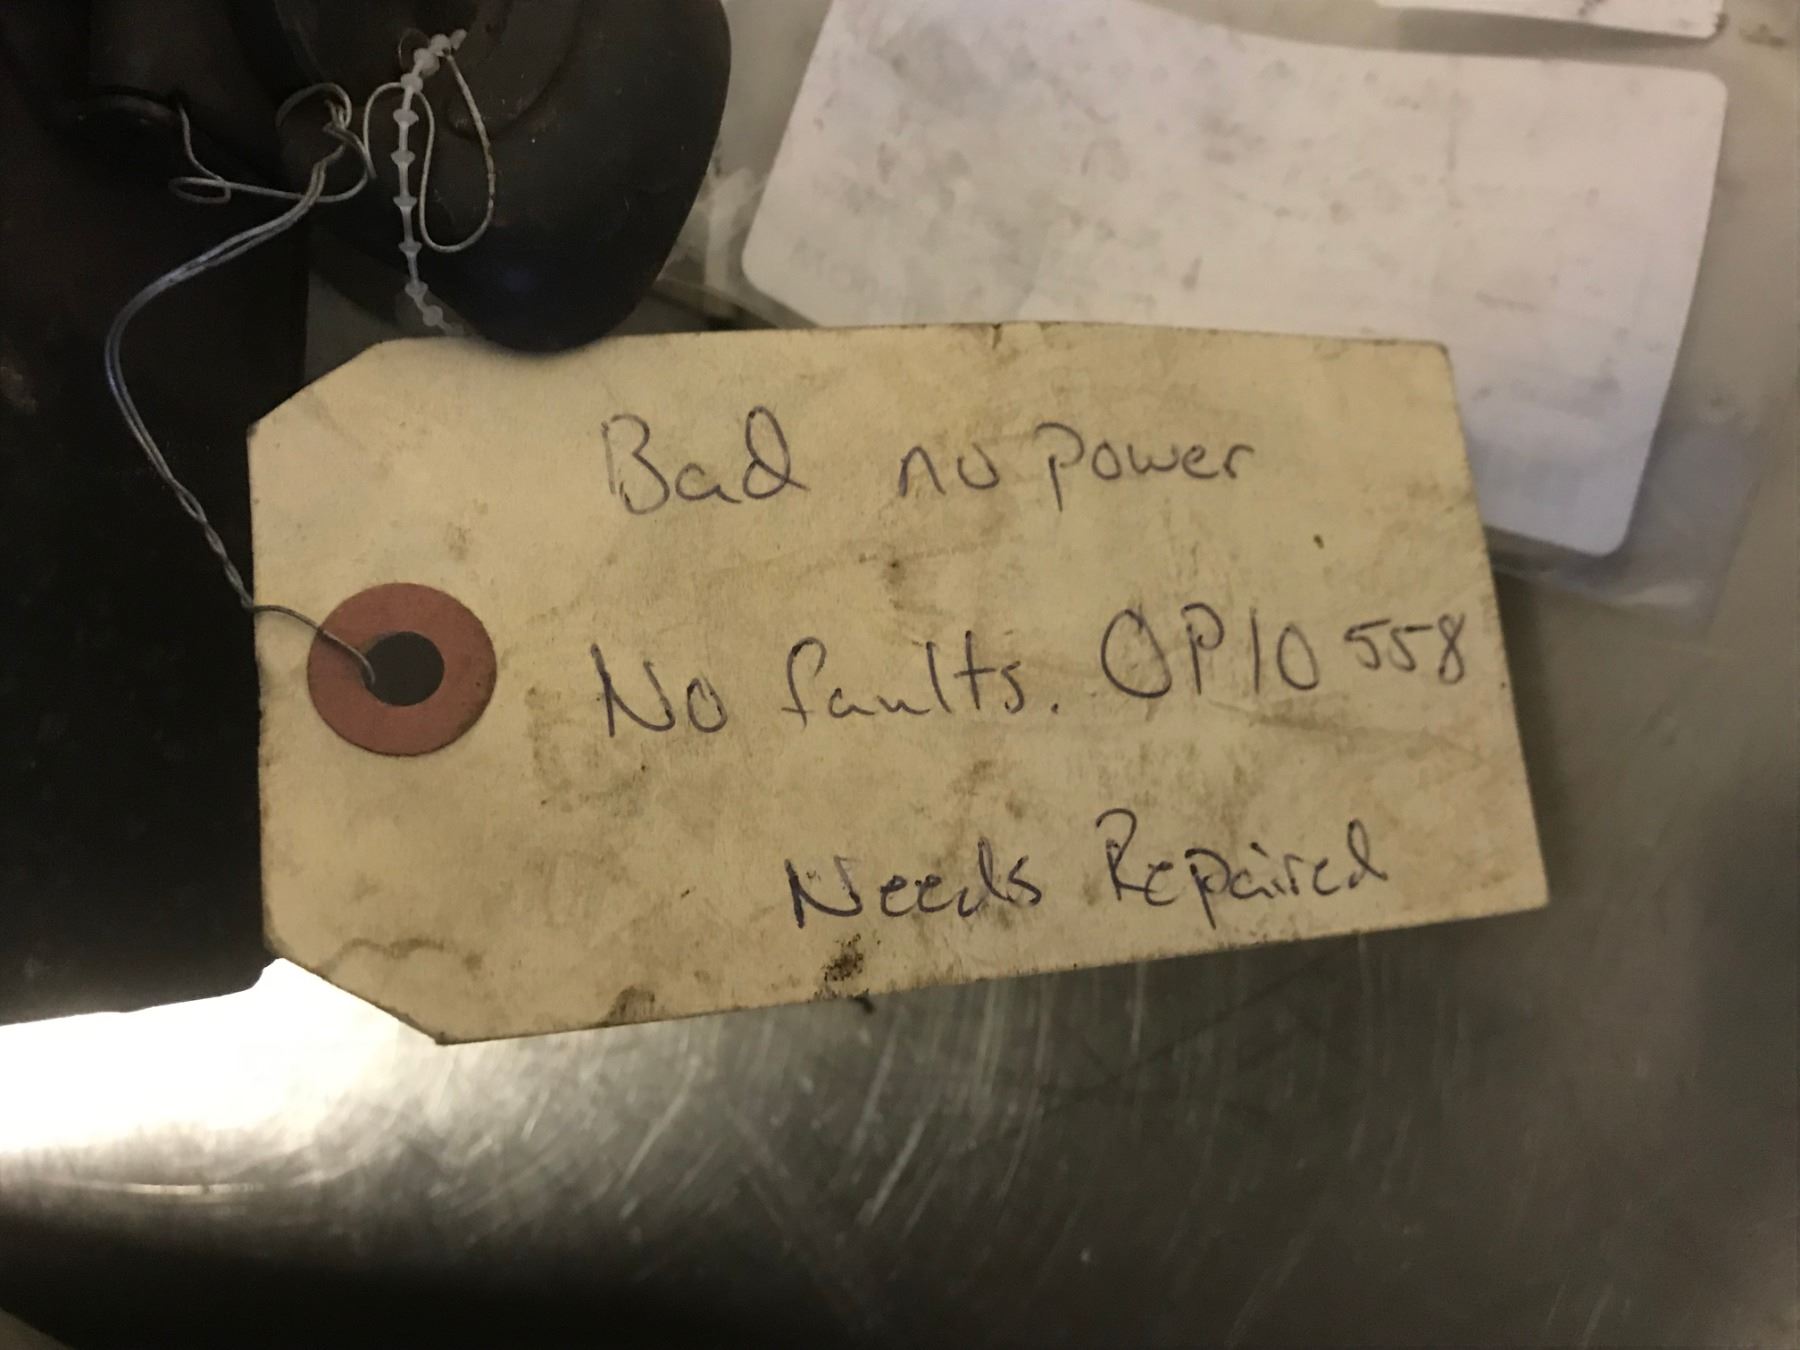 Bad no power
No faults. OP10558
Needs Repaired